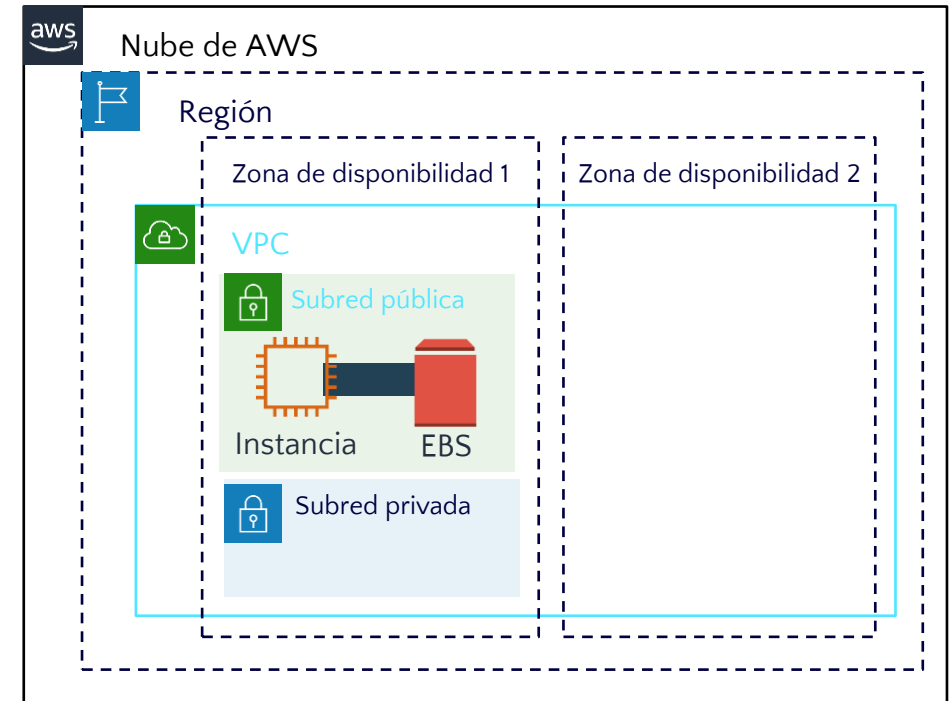 aws
Nube de AWS
Región
Zona de disponibilidad 1
Zona de disponibilidad 2
VPC
Subred pública
Instancia
EBS
Subred privada